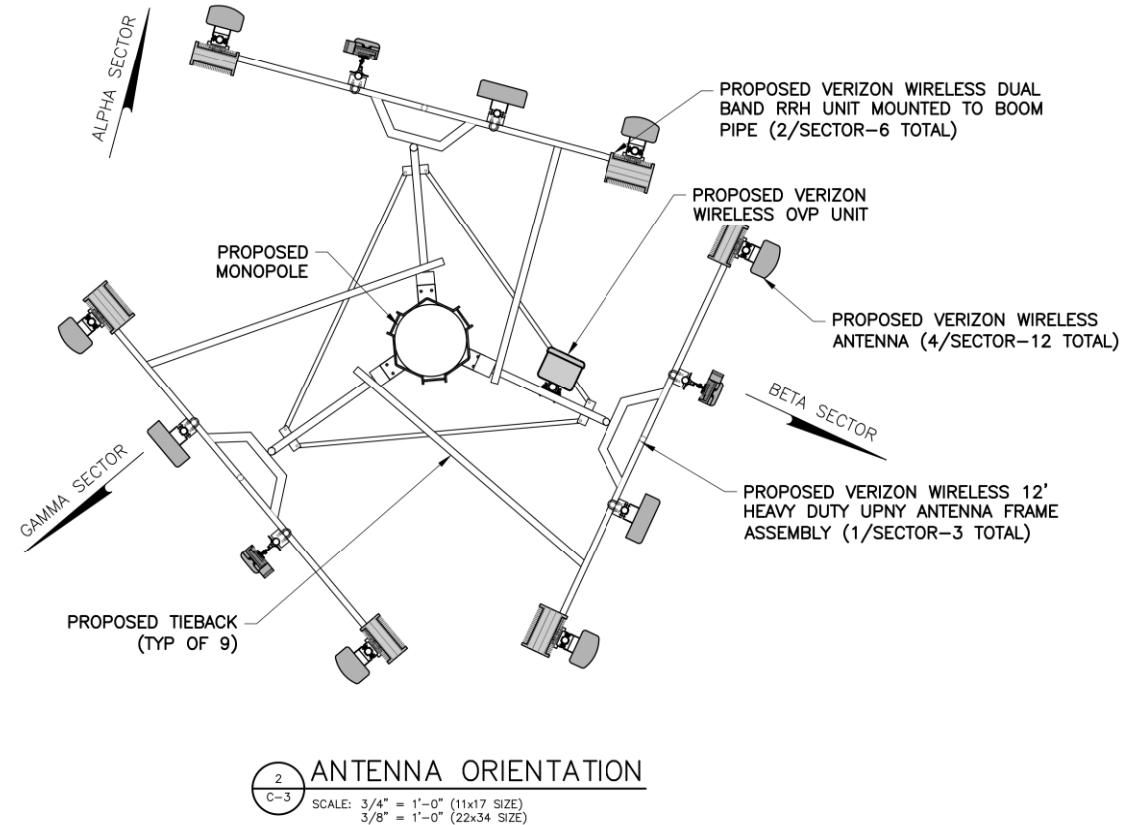 ALPHA SECTOR
PROPOSED VERIZON WIRELESS DUAL
BAND RRH UNIT MOUNTED TO BOOM
PIPE (2/SECTOR-6 TOTAL)
PROPOSED VERIZON
WIRELESS OVP UNIT
PROPOSED
MONOPOLE
PROPOSED VERIZON WIRELESS
ANTENNA (4/SECTOR-12 TOTAL)
BETA SECTOR
GAMMA SECTOR
PROPOSED VERIZON WIRELESS 12'
HEAVY DUTY UPNY ANTENNA FRAME
ASSEMBLY (1/SECTOR-3 TOTAL)
PROPOSED TIEBACK
(TYP OF 9)
2
C-3
ANTENNA ORIENTATION
SCALE: 3/4" = 1'-0" (11x17 SIZE)
3/8" = 1'-0" (22x34 SIZE)